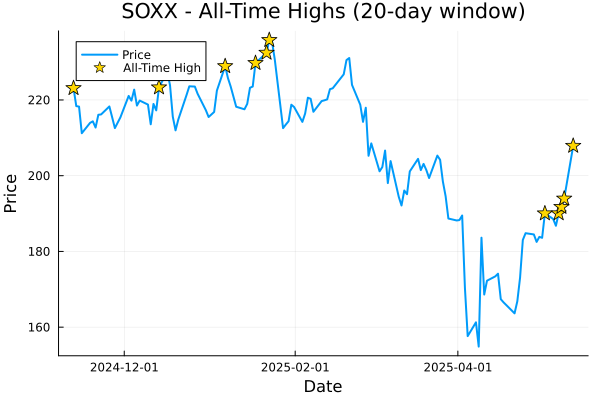 SOXX - All-Time Highs (20-day window)
Price
All-Time High
220
200
180
160
Price
2024-12-01
2025-02-01
2025-04-01
Date